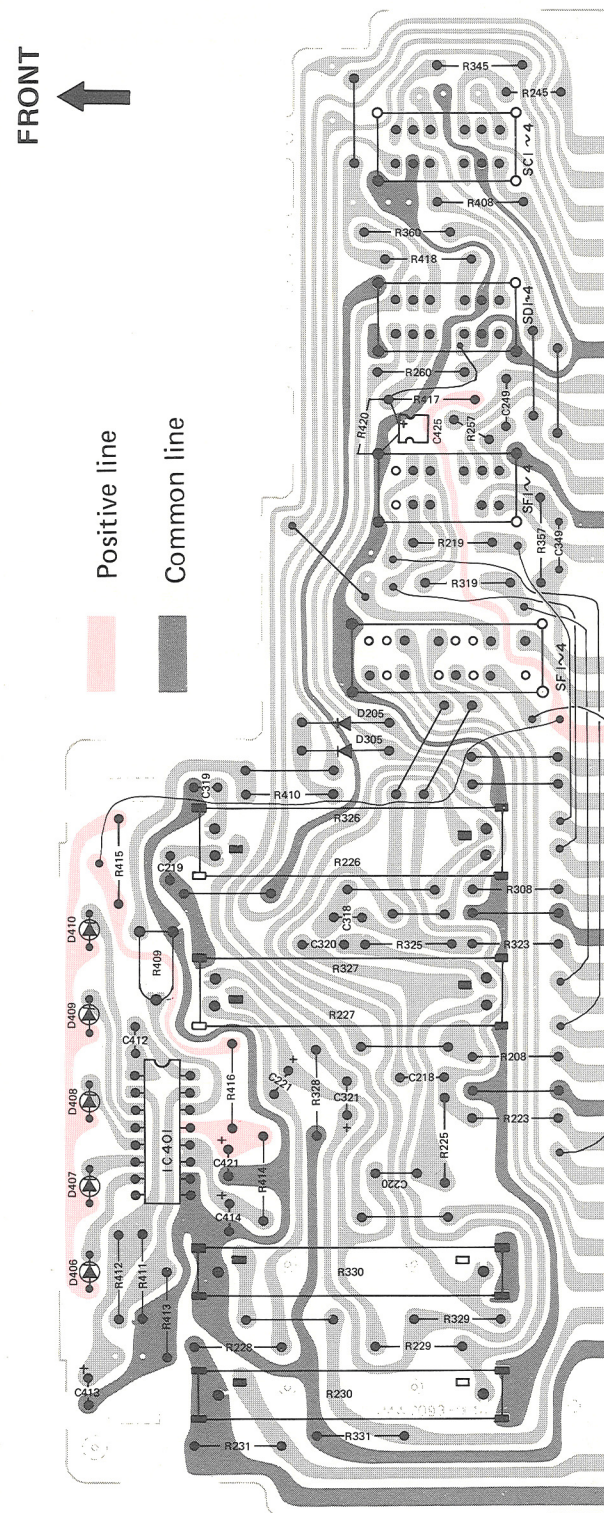 FRONT
Positive line
Common line
R345
R245
SC1~4
R408
R360
R418
SD1~4
R260
R417
R420
C249
+
C425
R257
SF1~4
R219
R357
C349
R319
SF1~4
D205
D305
C319
R410
R326
R415
C219
R226
R308
D410
C318
C320
R325
R323
R409
R327
D409
R227
C412
R208
R416
C221
+
R328
C218
D408
C321
+
R223
IC401
R225
+
C421
R414
D407
C220
+
C414
R412
R411
D406
R330
R413
R329
R228
R229
+
C413
R230
R331
R231